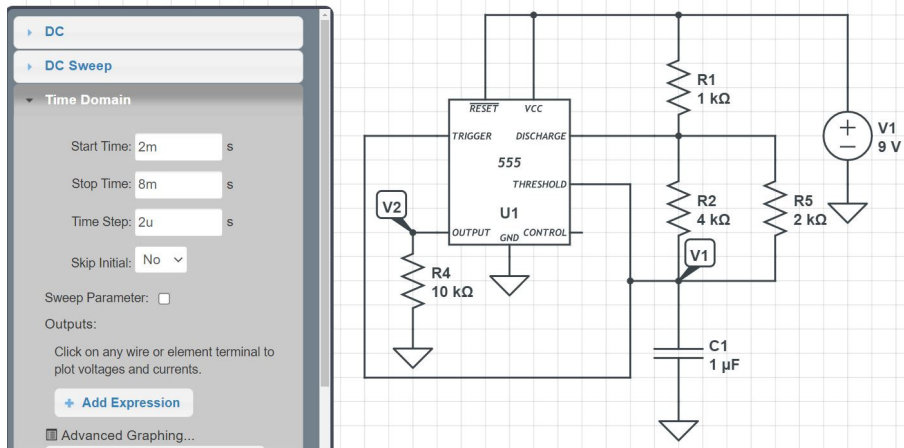 DC
DC Sweep
Time Domain
Start Time: 2m s
Stop Time: 8m s
Time Step: 2u s
Skip Initial: No
Sweep Parameter:
Outputs:
Click on any wire or element terminal to
plot voltages and currents.
+ Add Expression
Advanced Graphing...
RESET VCC
TRIGGER DISCHARGE
555
THRESHOLD
U1
OUTPUT GND CONTROL
V2
R4
10 kΩ
R1
1 kΩ
R2
4 kΩ
R5
2 kΩ
V1
C1
1 μF
V1
9 V